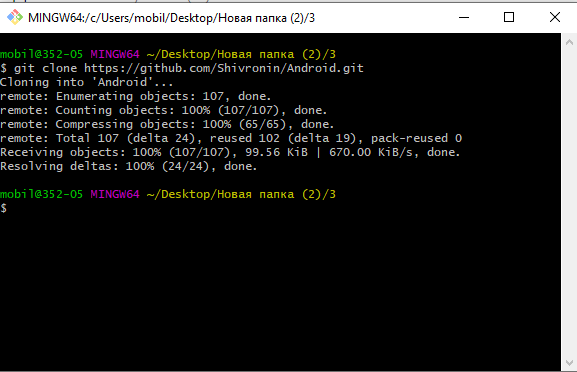 MINGW64:/c/Users/mobil/Desktop/Новая папка (2)/3
mobil@352-05 MINGW64 ~/Desktop/Новая папка (2)/3
$ git clone https://github.com/Shivronin/Android.git
Cloning into 'Android'...
remote: Enumerating objects: 107, done.
remote: Counting objects: 100% (107/107), done.
remote: Compressing objects: 100% (65/65), done.
remote: Total 107 (delta 24), reused 102 (delta 19), pack-reused 0
Receiving objects: 100% (107/107), 99.56 KiB | 670.00 KiB/s, done.
Resolving deltas: 100% (24/24), done.
mobil@352-05 MINGW64 ~/Desktop/Новая папка (2)/3
$